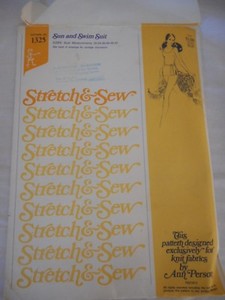 1325
Sun and Swim Suit
Stretch & Sew
Stretch & Sew
Stretch & Sew
Stretch & Sew
Stretch & Sew
Stretch & Sew
Stretch & Sew
Stretch & Sew
Stretch & Sew
Stretch & Sew
This
pattern designed
exclusively for
knit fabrics
by
Ann Person